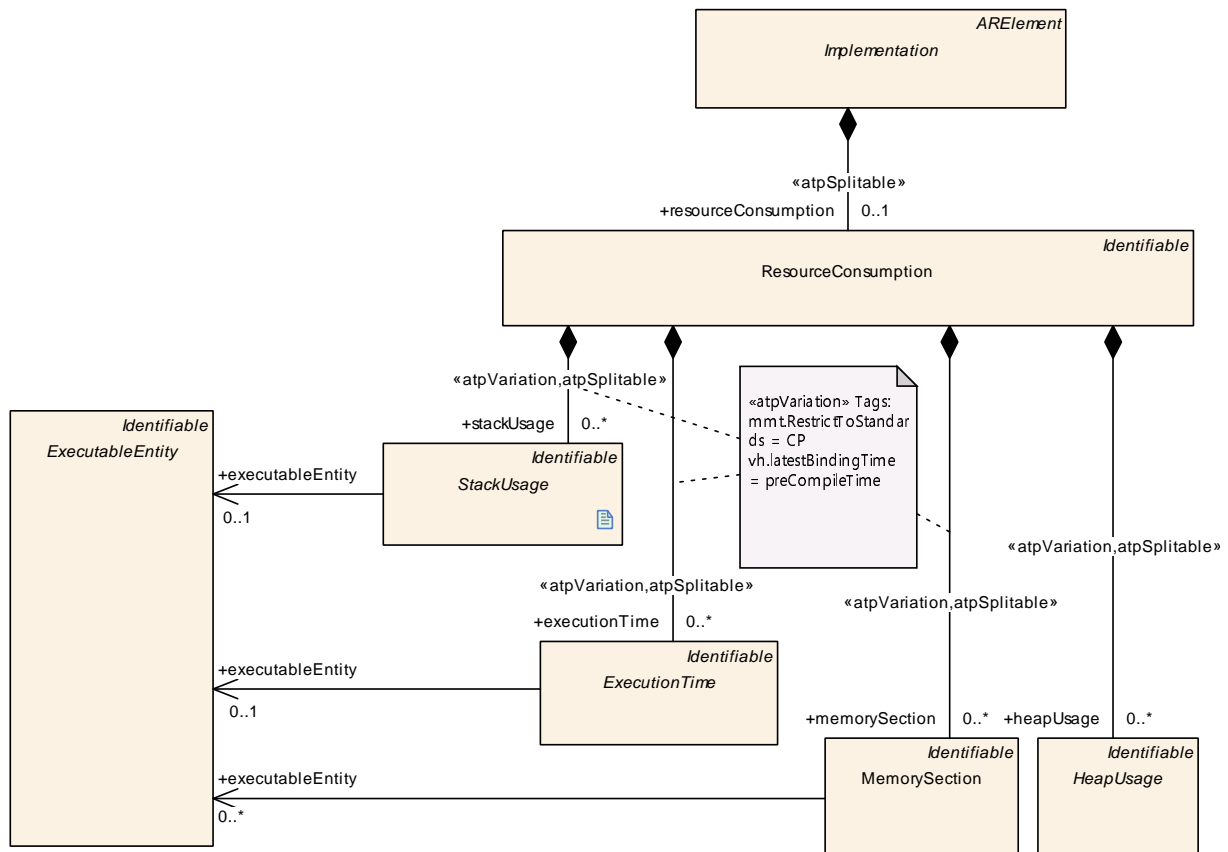 ARElement
Implementation
«atpSplitable»
+resourceConsumption 0..1
Identifiable
ResourceConsumption
«atpVariation,atpSplitable»
«atpVariation» Tags:
mmt.RestrictToStandar
ds = CP
vh.latestBindingTime
= preCompileTime
+stackUsage 0..*
Identifiable
ExecutableEntity
Identifiable
StackUsage
+executableEntity
0..1
«atpVariation,atpSplitable»
«atpVariation,atpSplitable»
«atpVariation,atpSplitable»
+executionTime 0..*
Identifiable
ExecutionTime
+executableEntity
0..1
+memorySection 0..*
+heapUsage 0..*
Identifiable
MemorySection
Identifiable
HeapUsage
+executableEntity
0..*